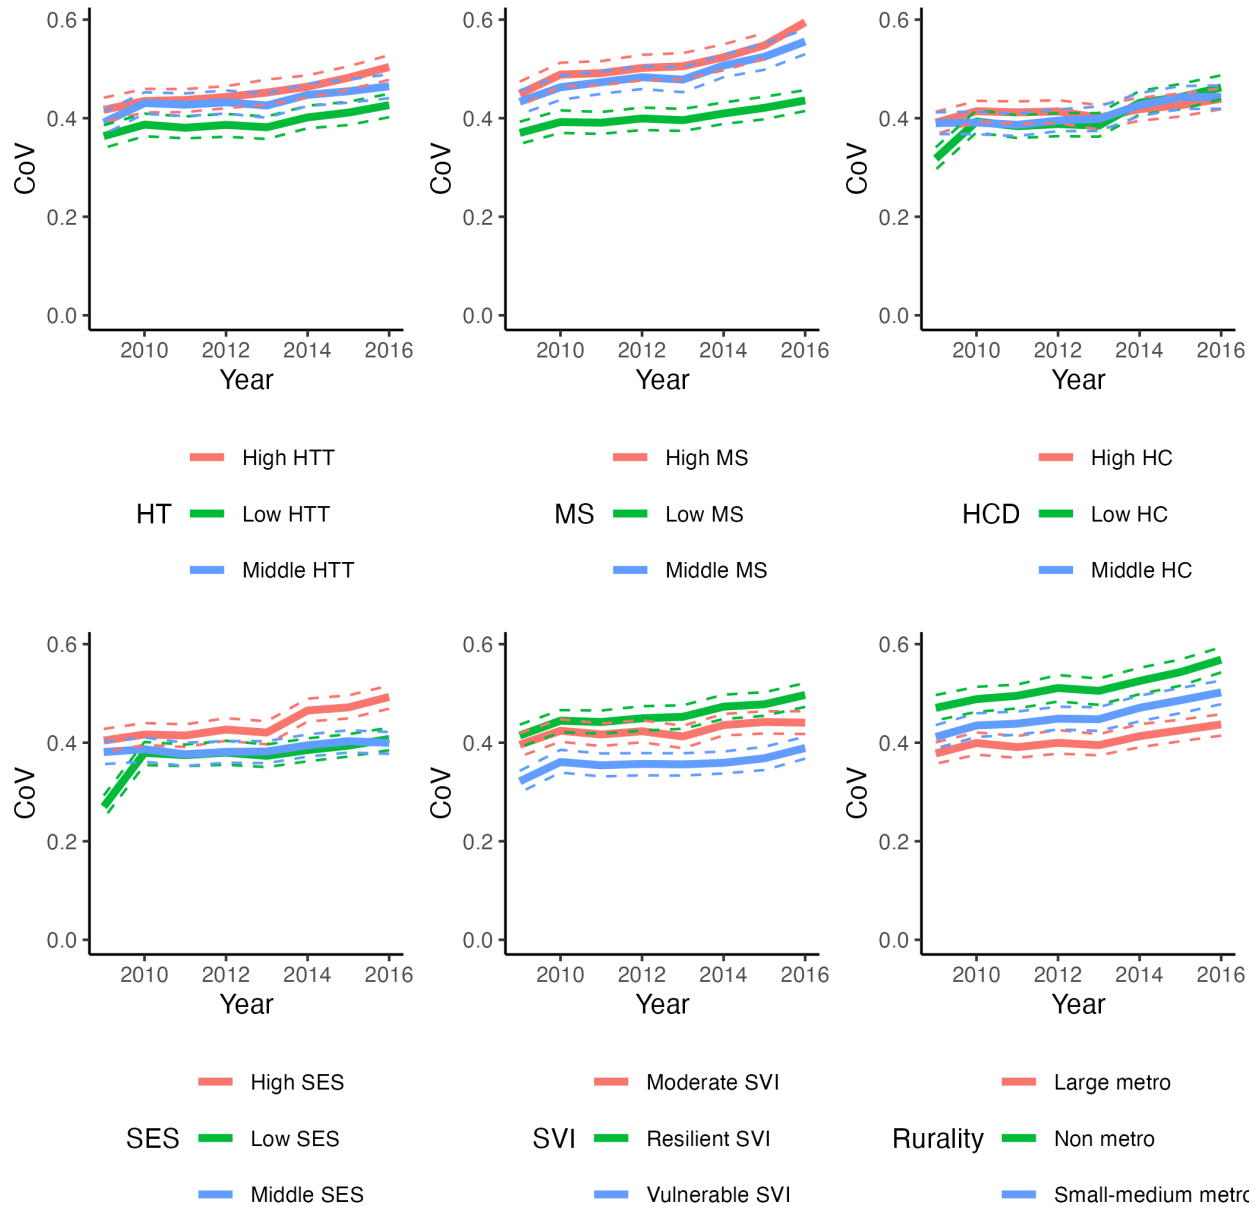 0.6
0.4
0.2
0.0
CoV
2010 2012 2014 2016
Year
HT
High HTT
Low HTT
Middle HTT
0.6
0.4
0.2
0.0
CoV
2010 2012 2014 2016
Year
MS
High MS
Low MS
Middle MS
0.6
0.4
0.2
0.0
CoV
2010 2012 2014 2016
Year
HCD
High HC
Low HC
Middle HC
0.6
0.4
0.2
0.0
CoV
2010 2012 2014 2016
Year
SES
High SES
Low SES
Middle SES
0.6
0.4
0.2
0.0
CoV
2010 2012 2014 2016
Year
SVI
Moderate SVI
Resilient SVI
Vulnerable SVI
0.6
0.4
0.2
0.0
CoV
2010 2012 2014 2016
Year
Rurality
Large metro
Non metro
Small-medium metro